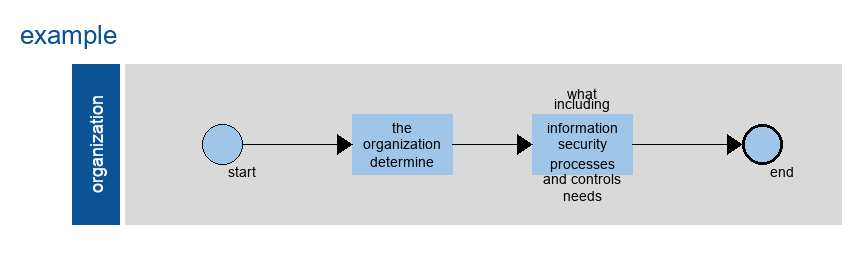 example
organization
start
the
organization
determine
what
including
information
security
processes
and controls
needs
end